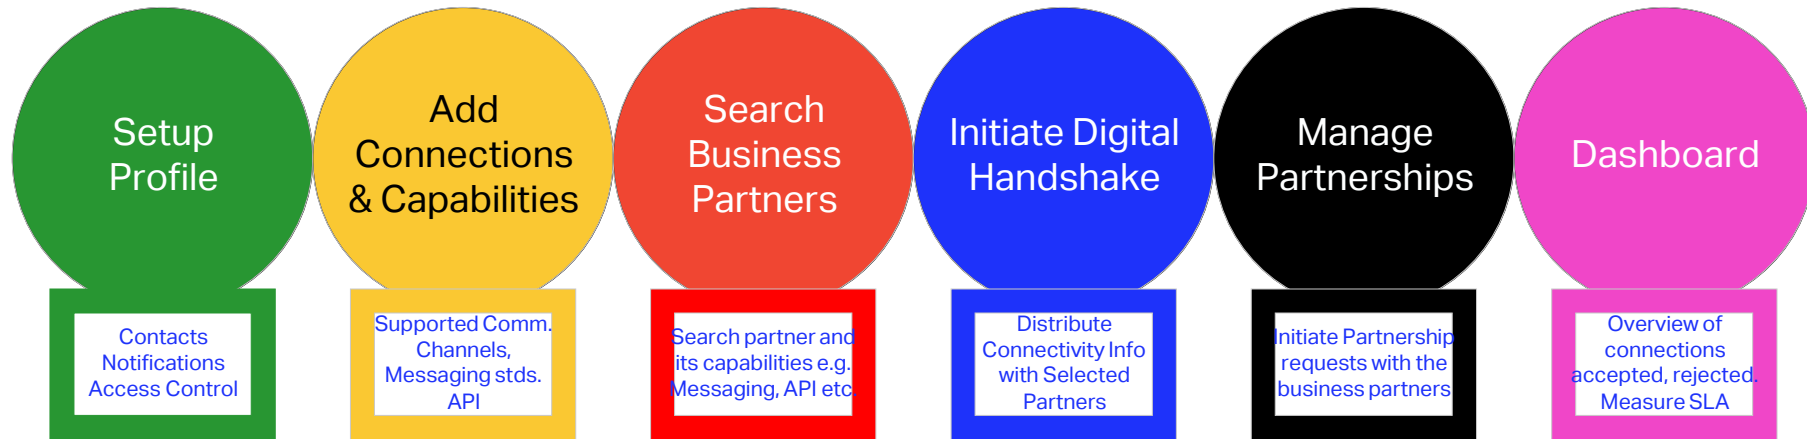 Setup
Profile
Add
Connections
& Capabilities
Search
Business
Partners
Initiate Digital
Handshake
Manage
Partnerships
Dashboard
Contacts
Notifications
Access Control
Supported Comm.
Channels,
Messaging stds.
API
Search partner and
its capabilities e.g.
Messaging, API etc.
Distribute
Connectivity Info
with Selected
Partners
Initiate Partnership
requests with the
business partners
Overview of
connections
accepted, rejected.
Measure SLA